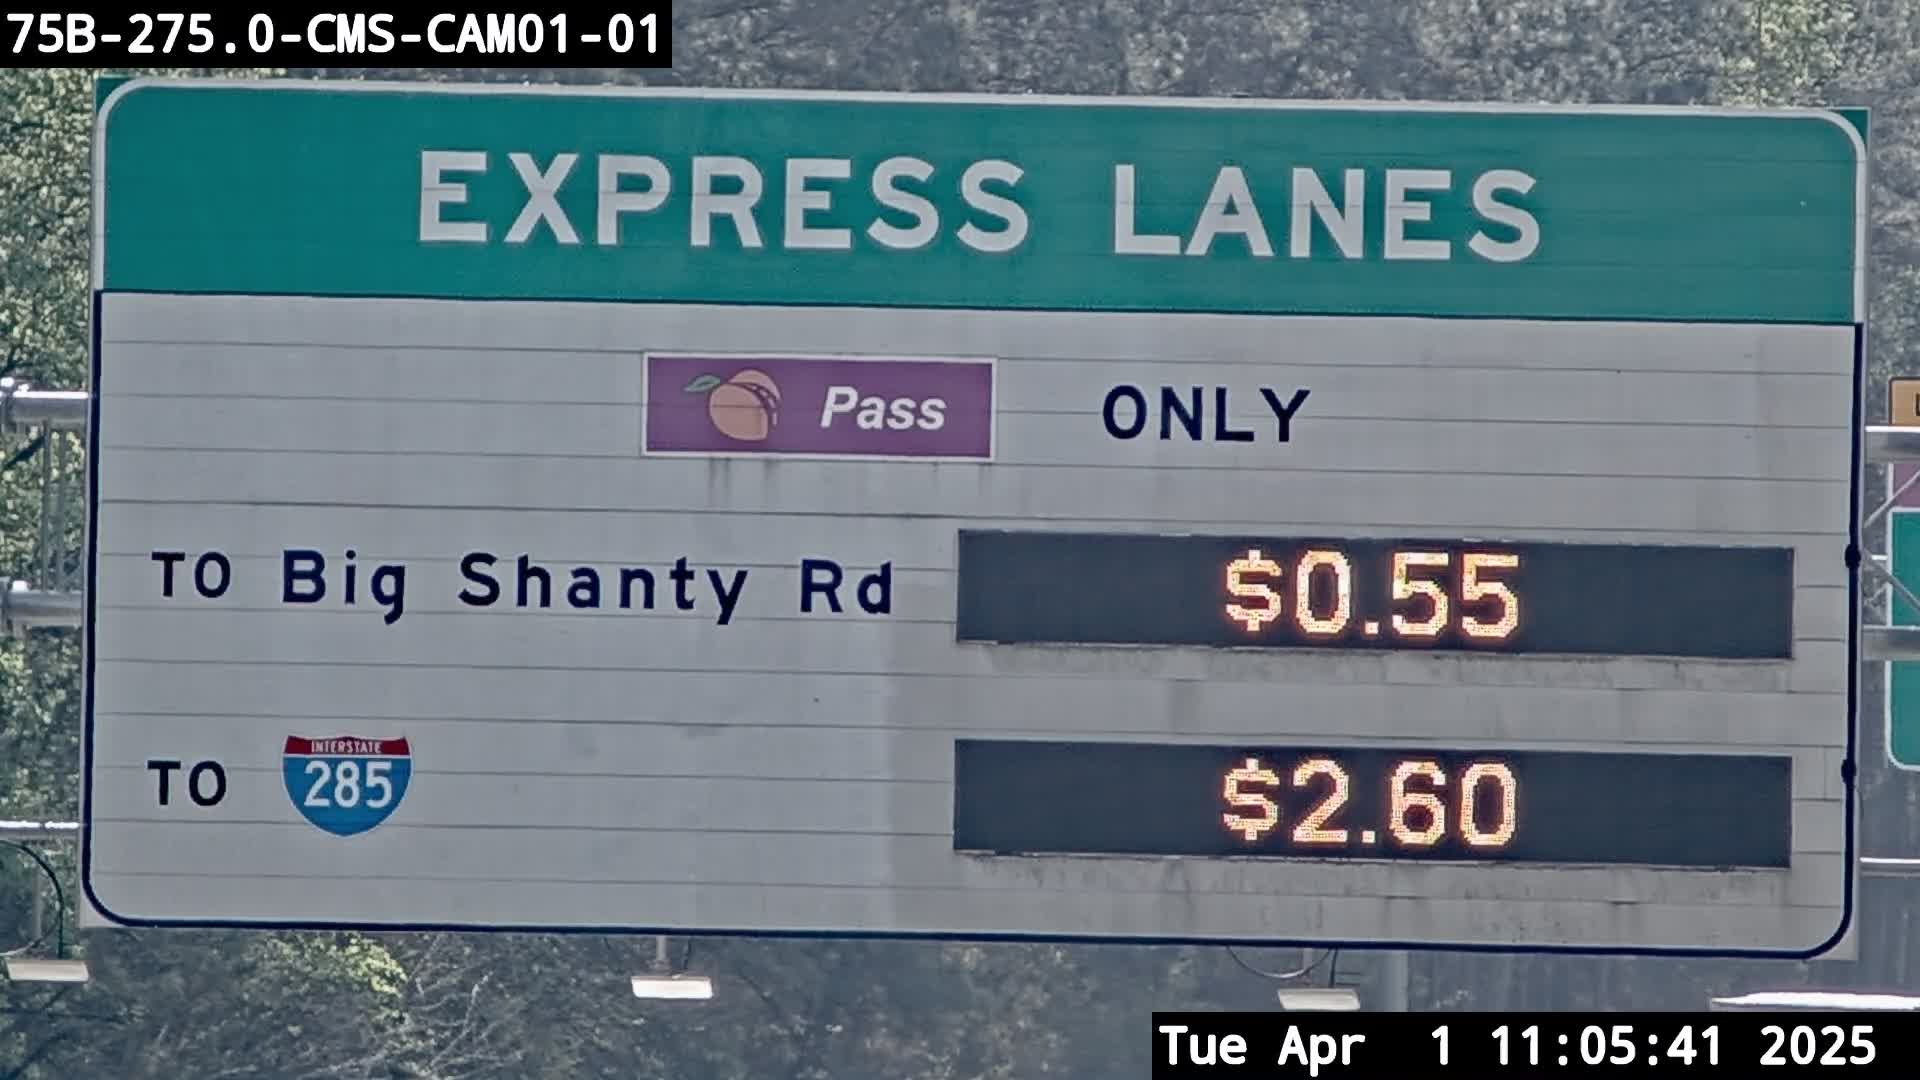 75B-275.0-CMS-CAM01-01
EXPRESS LANES
Pass ONLY
TO Big Shanty Rd $0.55
TO INTERSTATE 285 $2.60
Tue Apr 1 11:05:41 2025